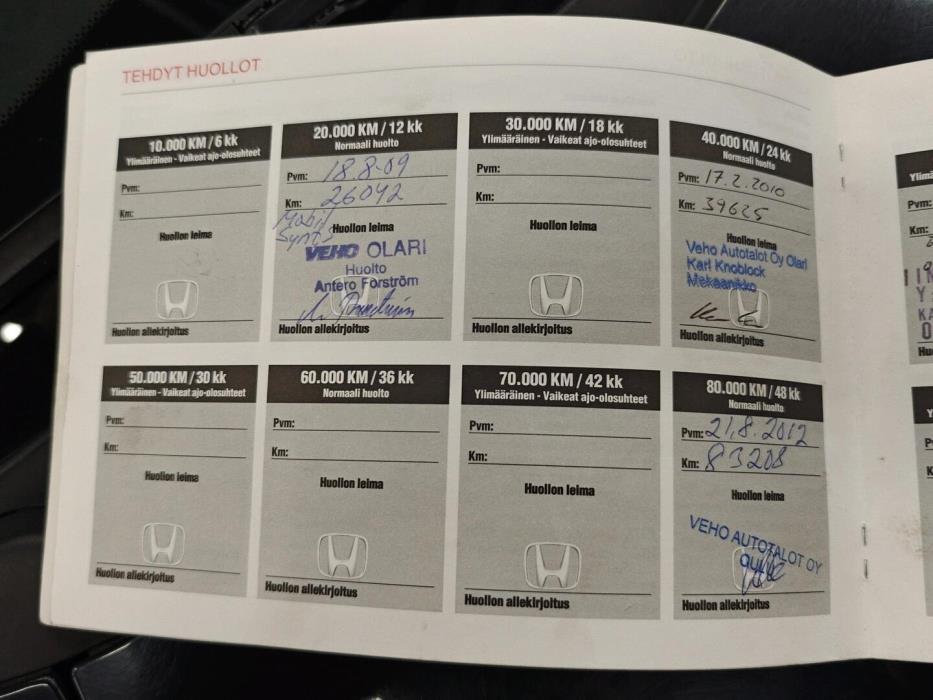 TEHDYT HUOLLOT
10.000 KM / 6 kk
Ylimääräinen - Vaikeat ajo-olosuhteet
Pvm:
Km:
Huollon leima
Huollon allekirjoitus
20.000 KM / 12 kk
Normaali huolto
Pvm: 18.8-09
Km: 26092
Mobil
Synt S
Huollon leima
VEHO OLARI
Huolto
Antero Forström
Huollon allekirjoitus
30.000 KM / 18 kk
Ylimääräinen - Vaikeat ajo-olosuhteet
Pvm:
Km:
Huollon leima
Huollon allekirjoitus
40.000 KM / 24 kk
Normaali huolto
Pvm: 17.2.2010
Km: 39625
Huollon leima
Veho Autotalot Oy Olari
Karl Knoblock
Mekaanikko
Huollon allekirjoitus
50.000 KM / 30 kk
Ylimääräinen - Vaikeat ajo-olosuhteet
Pvm:
Km:
Huollon leima
Huollon allekirjoitus
60.000 KM / 36 kk
Normaali huolto
Pvm:
Km:
Huollon leima
Huollon allekirjoitus
70.000 KM / 42 kk
Ylimääräinen - Vaikeat ajo-olosuhteet
Pvm:
Km:
Huollon leima
Huollon allekirjoitus
80.000 KM / 48 kk
Normaali huolto
Pvm: 21.8.2012
Km: 83208
Huollon leima
VEHO AUTOTALOT OY
Huollon allekirjoitus
Pvm:
Km: